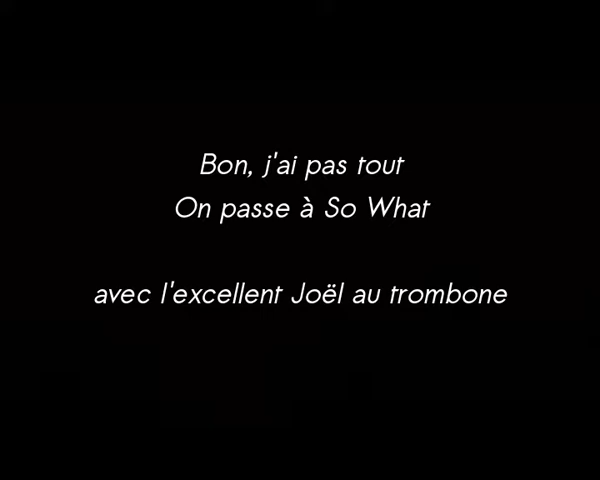 Bon, j'ai pas tout
On passe à So What
avec l'excellent Joël au trombone